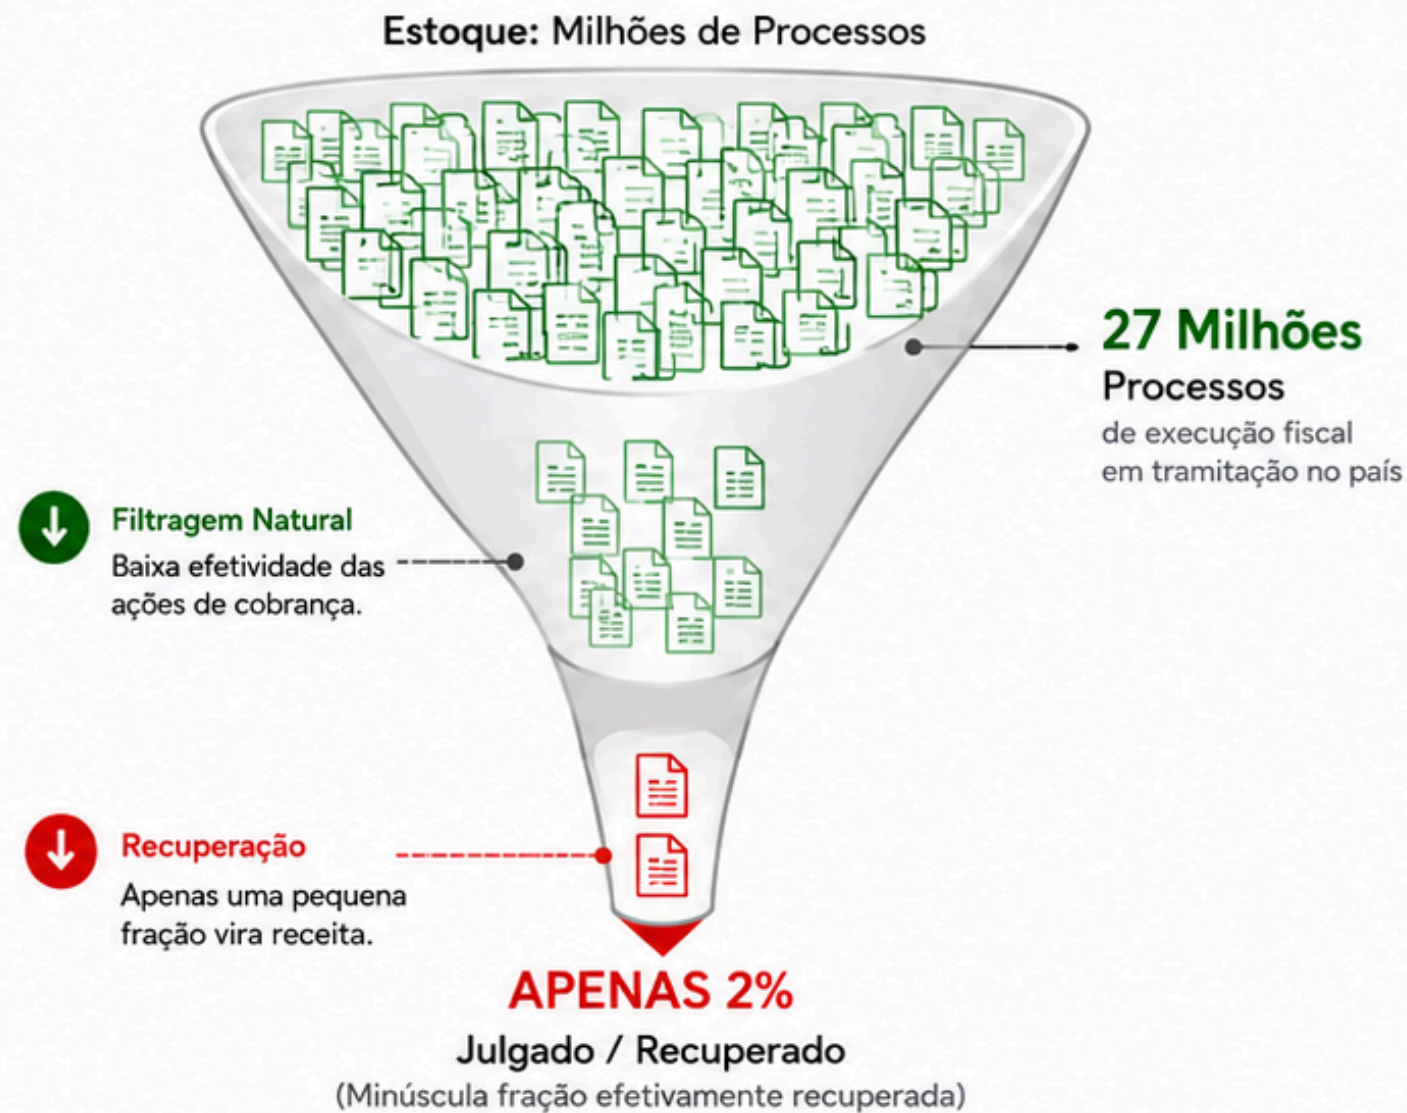 Estoque: Milhões de Processos
27 Milhões
Processos
de execução fiscal
em tramitação no país
Filtragem Natural
Baixa efetividade das
ações de cobrança.
Recuperação
Apenas uma pequena
fração vira receita.
APENAS 2%
Julgado / Recuperado
(Minúscula fração efetivamente recuperada)